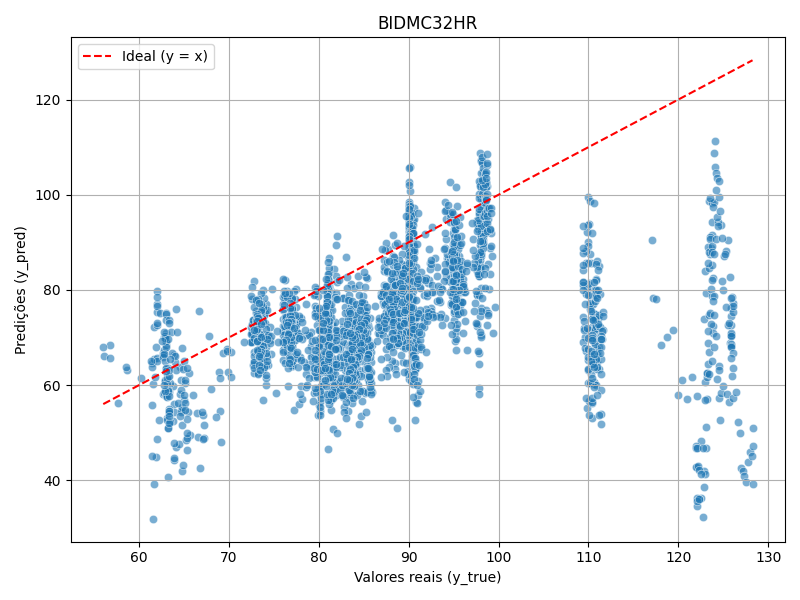 BIDMC32HR
Ideal (y = x)
120
100
80
60
40
Predições (y_pred)
60 70 80 90 100 110 120 130
Valores reais (y_true)